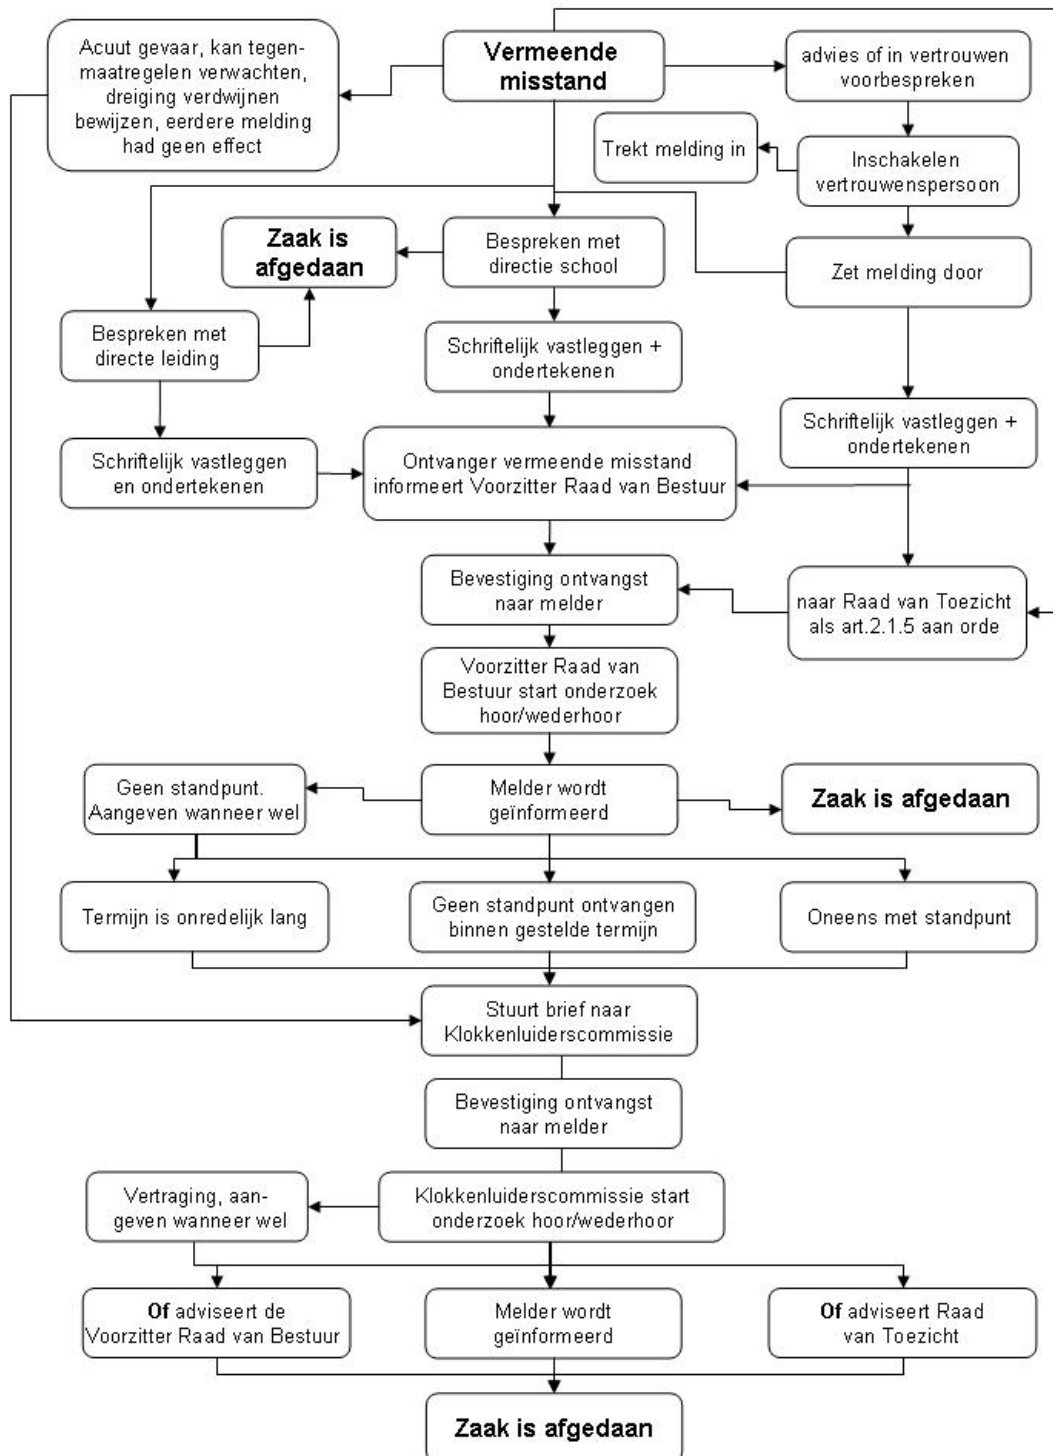 Acuut gevaar, kan tegen-
maatregelen verwachten,
dreiging verdwijnen
bewijzen, eerdere melding
had geen effect
Vermeende
misstand
advies of in vertrouwen
voorbespreken
Trekt melding in
Inschakelen
vertrouwenspersoon
Zaak is
afgedaan
Bespreken met
directie school
Zet melding door
Bespreken met
directe leiding
Schriftelijk vastleggen +
ondertekenen
Schriftelijk vastleggen +
ondertekenen
Schriftelijk vastleggen
en ondertekenen
Ontvanger vermeende misstand
informeert Voorzitter Raad van Bestuur
Bevestiging ontvangst
naar melder
naar Raad van Toezicht
als art.2.1.5 aan orde
Voorzitter Raad van
Bestuur start onderzoek
hoor/wederhoor
Geen standpunt.
Aangeven wanneer wel
Melder wordt
geïnformeerd
Zaak is afgedaan
Termijn is onredelijk lang
Geen standpunt ontvangen
binnen gestelde termijn
Oneens met standpunt
Stuurt brief naar
Klokkenluiderscommissie
Bevestiging ontvangst
naar melder
Vertraging, aan-
geven wanneer wel
Klokkenluiderscommissie start
onderzoek hoor/wederhoor
Of adviseert de
Voorzitter Raad van Bestuur
Melder wordt
geïnformeerd
Of adviseert Raad
van Toezicht
Zaak is afgedaan